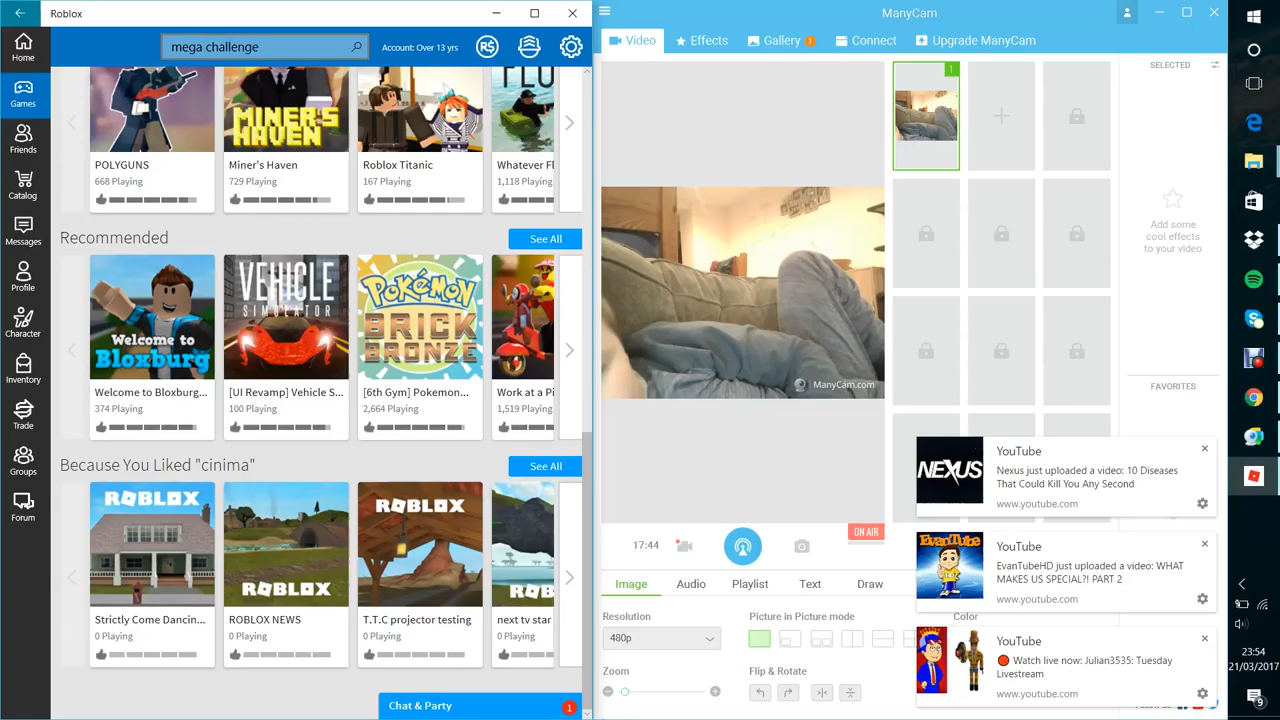 Roblox
Home
Games
Friends
Catalog
Messages
Profile
Character
Inventory
Trade
Groups
Forum
mega challenge
Account: Over 13 yrs
R$
MINER'S
HAVEN
POLYGUNS
668 Playing
Miner's Haven
729 Playing
Roblox Titanic
167 Playing
Whatever Fl
1,118 Playing
Recommended
See All
Welcome to
Bloxburg
VEHICLE
SIMULATOR
POKÉMON
BRICK
BRONZE
Welcome to Bloxburg...
374 Playing
[UI Revamp] Vehicle S...
100 Playing
[6th Gym] Pokemon...
2,664 Playing
Work at a Pi
1,519 Playing
Because You Liked "cinima"
See All
ROBLOX
ROBLOX
ROBLOX
Strictly Come Dancin...
0 Playing
ROBLOX NEWS
0 Playing
T.T.C projector testing
0 Playing
next tv star
0 Playing
Chat & Party
1
ManyCam
Video
Effects
Gallery
1
Connect
Upgrade ManyCam
1
SELECTED
Add some
cool effects
to your video
FAVORITES
ManyCam.com
17:44
ON AIR
Image
Audio
Playlist
Text
Draw
Resolution
480p
Picture in Picture mode
Color
Zoom
Flip & Rotate
NEXUS
YouTube
Nexus just uploaded a video: 10 Diseases
That Could Kill You Any Second
www.youtube.com
EVANTUBE
YouTube
EvanTubeHD just uploaded a video: WHAT
MAKES US SPECIAL?! PART 2
www.youtube.com
YouTube
Watch live now: Julian3535: Tuesday
Livestream
www.youtube.com
23:54
21/03/2017
9